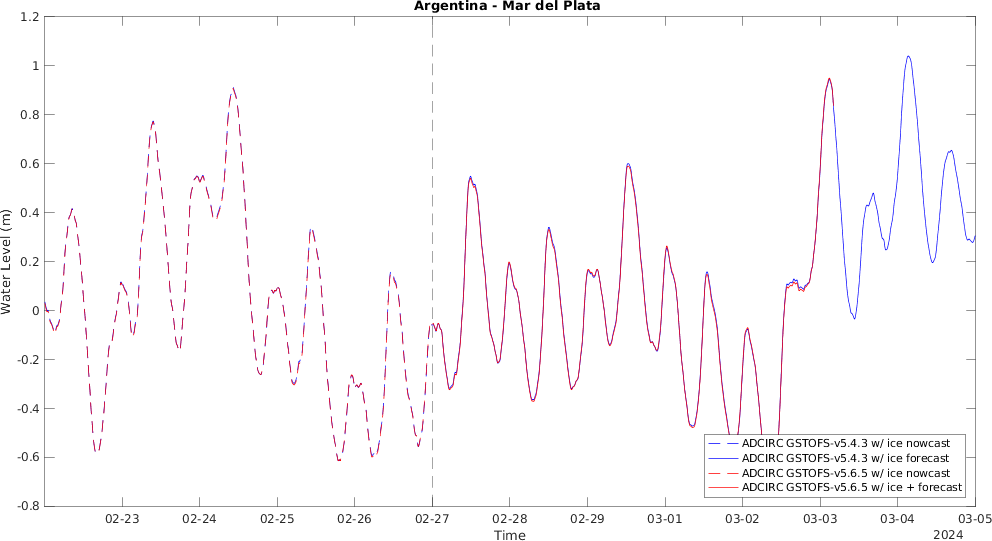 Argentina - Mar del Plata
1.2
1
0.8
0.6
0.4
0.2
0
-0.2
-0.4
-0.6
-0.8
Water Level (m)
ADCIRC GSTOFS-v5.4.3 w/ ice nowcast
ADCIRC GSTOFS-v5.4.3 w/ ice forecast
ADCIRC GSTOFS-v5.6.5 w/ ice nowcast
ADCIRC GSTOFS-v5.6.5 w/ ice + forecast
02-23 02-24 02-25 02-26 02-27 02-28 02-29 03-01 03-02 03-03 03-04 03-05
Time
2024